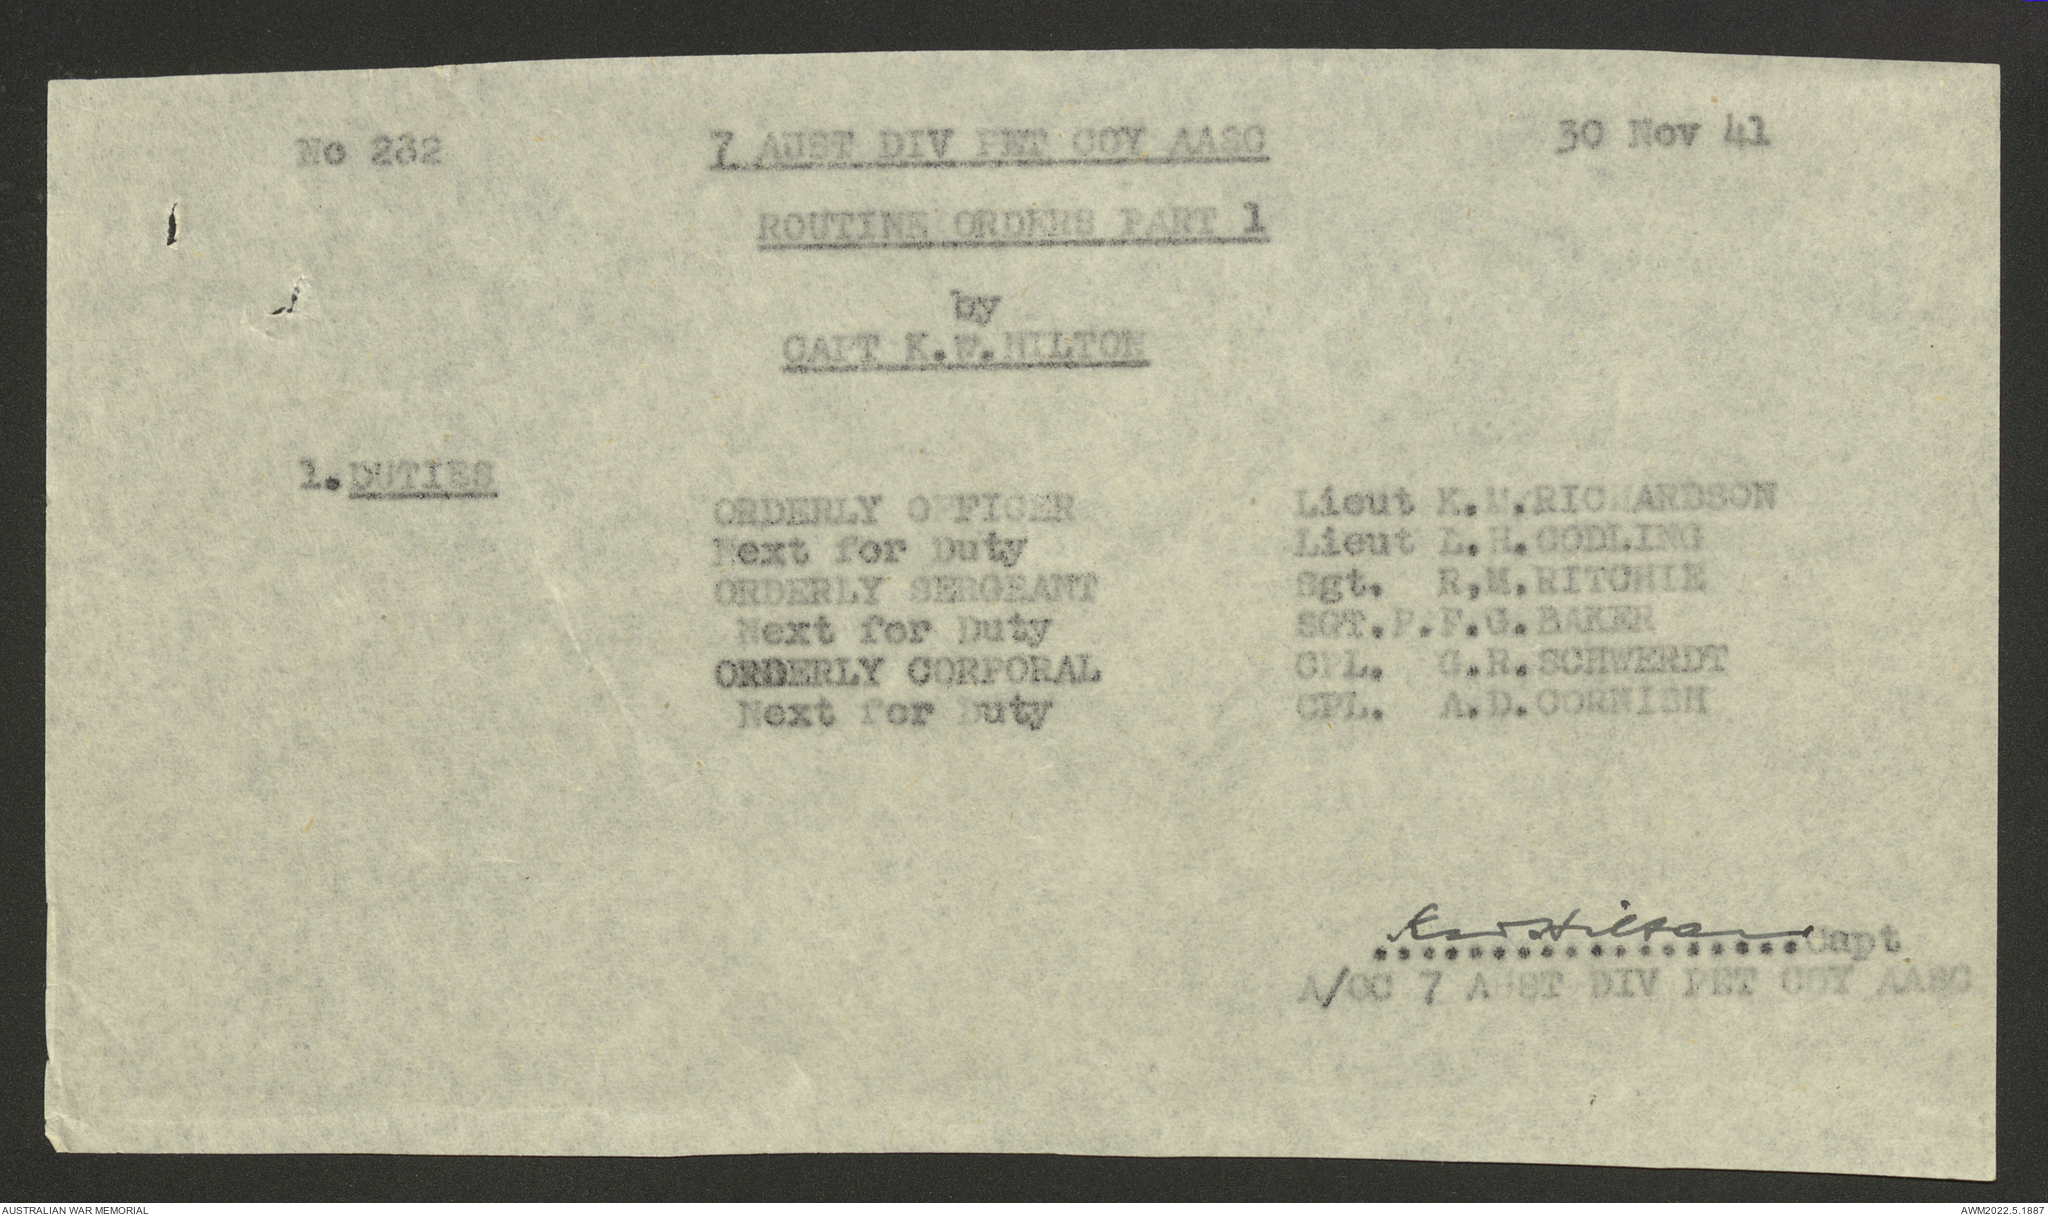 No 282 7 AUST DIV PET COY AASC 30 Nov 41
ROUTINE ORDERS PART 1
by
CAPT K.F.HILTON
1.DUTIES
ORDERLY OFFICER Lieut K.M.RICHARDSON
Next for Duty Lieut L.H.CODLING
ORDERLY SERGEANT Sgt. R,M.RITCHIE
Next for Duty SGT.P.F.G.BAKER
ORDERLY CORPORAL CPL. G.R.SCHWERDT
Next for Duty CPL. A.D.CORNISH
Hilton
..................Capt
A/OC 7 AUST DIV PET COY AASC
AUSTRALIAN WAR MEMORIAL AWM2022.5.1887